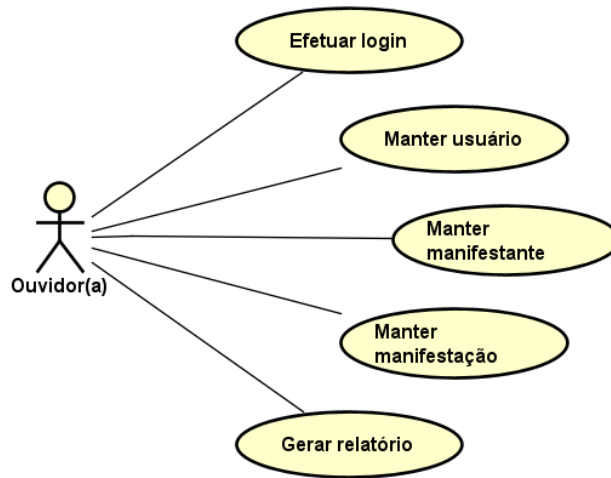 Efetuar login
Manter usuário
Manter
manifestante
Ouvidor(a)
Manter
manifestação
Gerar relatório